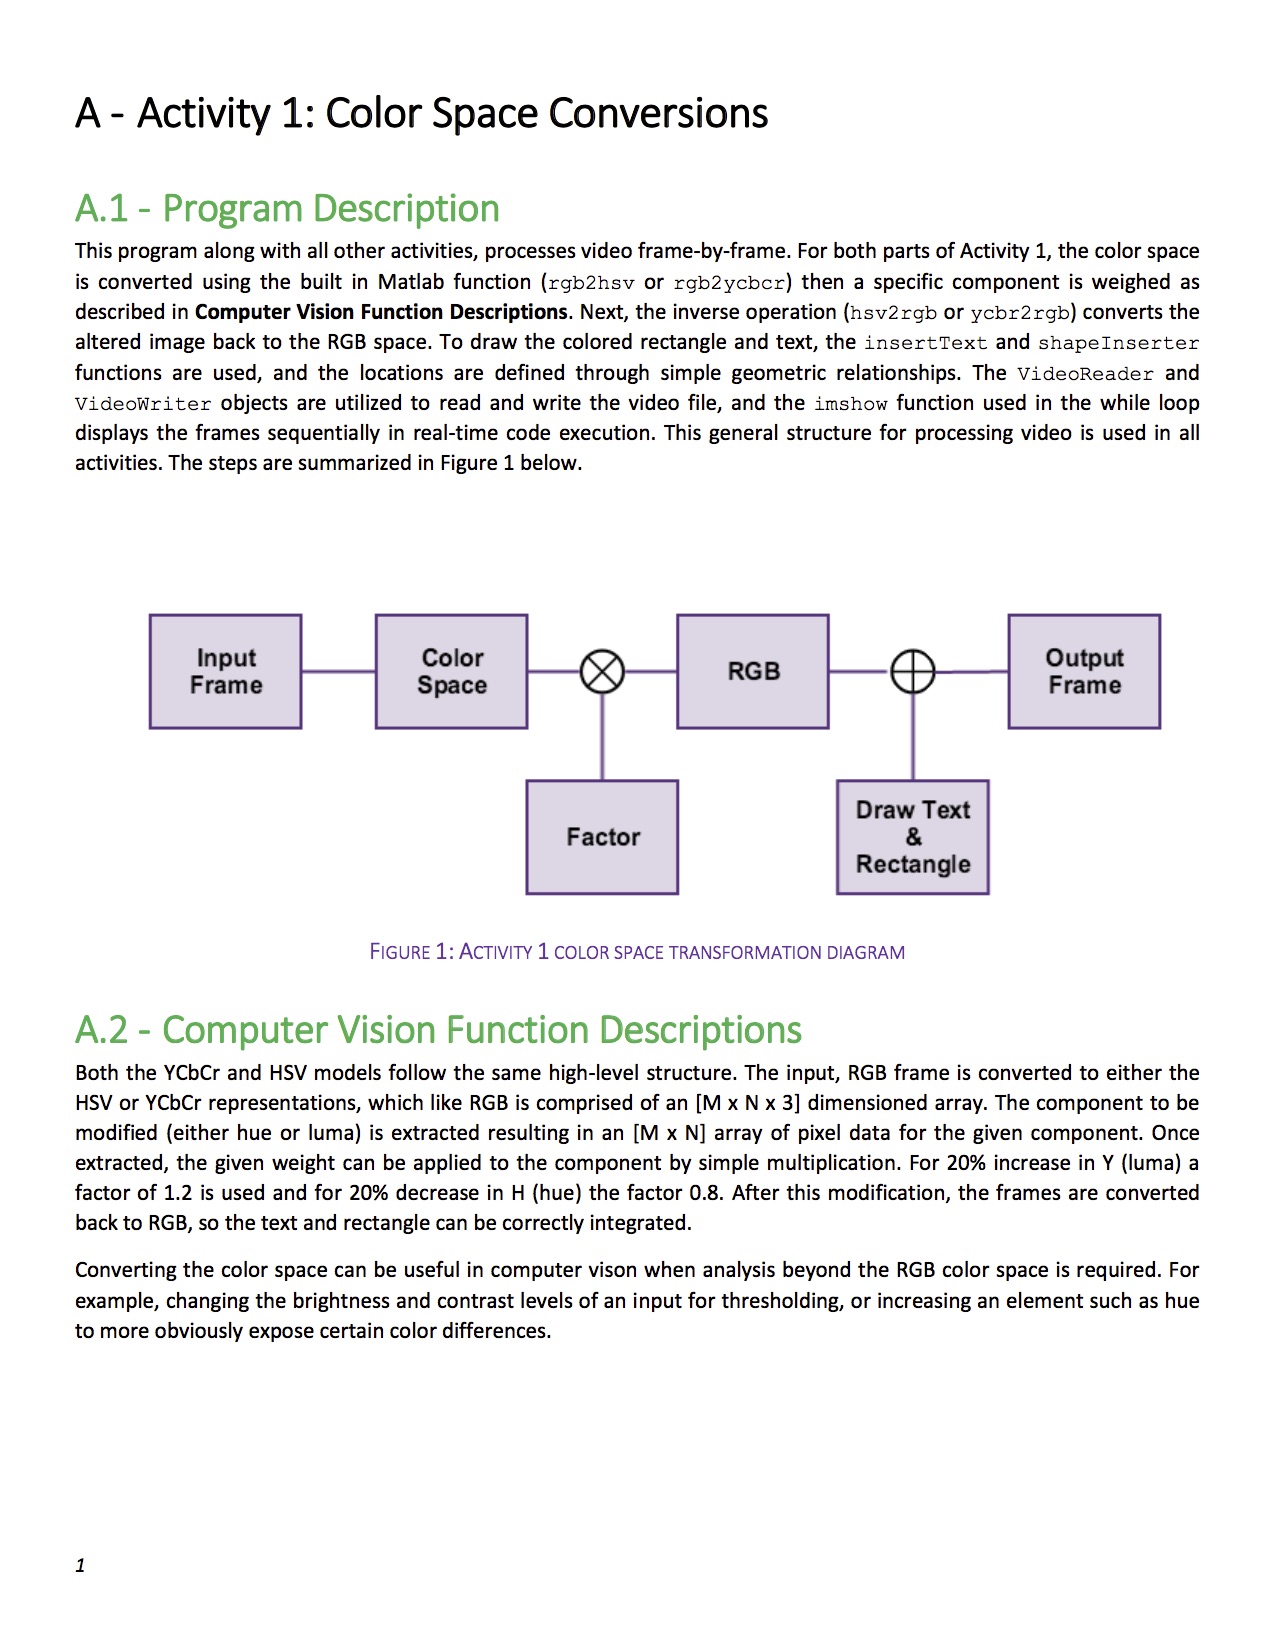 A - Activity 1: Color Space Conversions
A.1 - Program Description
This program along with all other activities, processes video frame-by-frame. For both parts of Activity 1, the color space
is converted using the built in Matlab function (rgb2hsv or rgb2ycbcr) then a specific component is weighed as
described in Computer Vision Function Descriptions. Next, the inverse operation (hsv2rgb or ycbr2rgb) converts the
altered image back to the RGB space. To draw the colored rectangle and text, the insertText and shapeInserter
functions are used, and the locations are defined through simple geometric relationships. The VideoReader and
VideoWriter objects are utilized to read and write the video file, and the imshow function used in the while loop
displays the frames sequentially in real-time code execution. This general structure for processing video is used in all
activities. The steps are summarized in Figure 1 below.
Input
Frame
Color
Space
RGB
Output
Frame
Factor
Draw Text
&
Rectangle
FIGURE 1: ACTIVITY 1 COLOR SPACE TRANSFORMATION DIAGRAM
A.2 - Computer Vision Function Descriptions
Both the YCbCr and HSV models follow the same high-level structure. The input, RGB frame is converted to either the
HSV or YCbCr representations, which like RGB is comprised of an [M x N x 3] dimensioned array. The component to be
modified (either hue or luma) is extracted resulting in an [M x N] array of pixel data for the given component. Once
extracted, the given weight can be applied to the component by simple multiplication. For 20% increase in Y (luma) a
factor of 1.2 is used and for 20% decrease in H (hue) the factor 0.8. After this modification, the frames are converted
back to RGB, so the text and rectangle can be correctly integrated.
Converting the color space can be useful in computer vison when analysis beyond the RGB color space is required. For
example, changing the brightness and contrast levels of an input for thresholding, or increasing an element such as hue
to more obviously expose certain color differences.
1